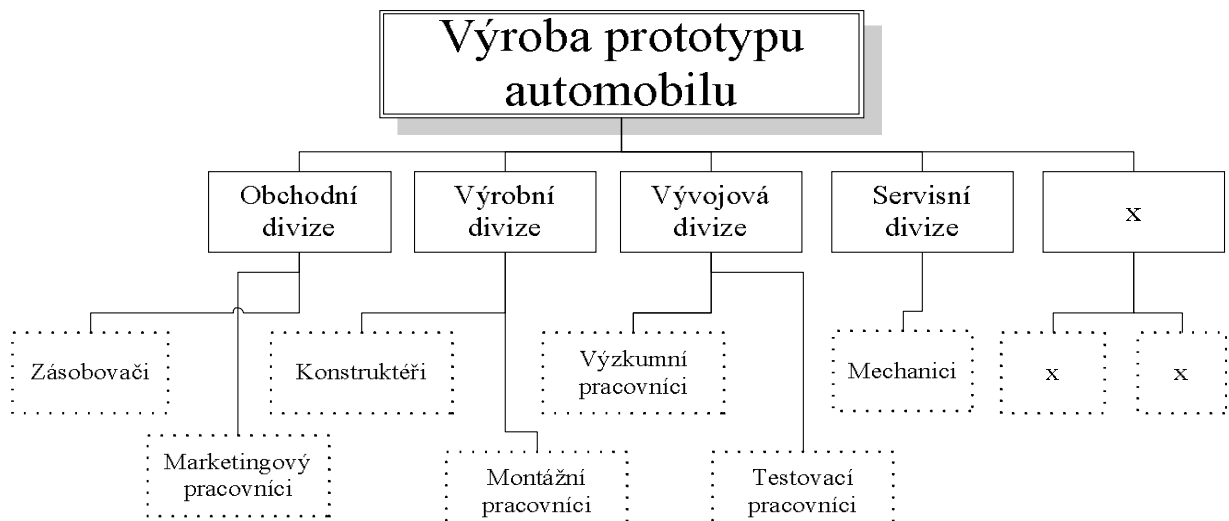 Výroba prototypu
automobilu
Obchodní
divize
Výrobní
divize
Vývojová
divize
Servisní
divize
x
Zásobovači
Konstruktéři
Výzkumní
pracovníci
Mechanici
x
x
Marketingový
pracovníci
Montážní
pracovníci
Testovací
pracovníci